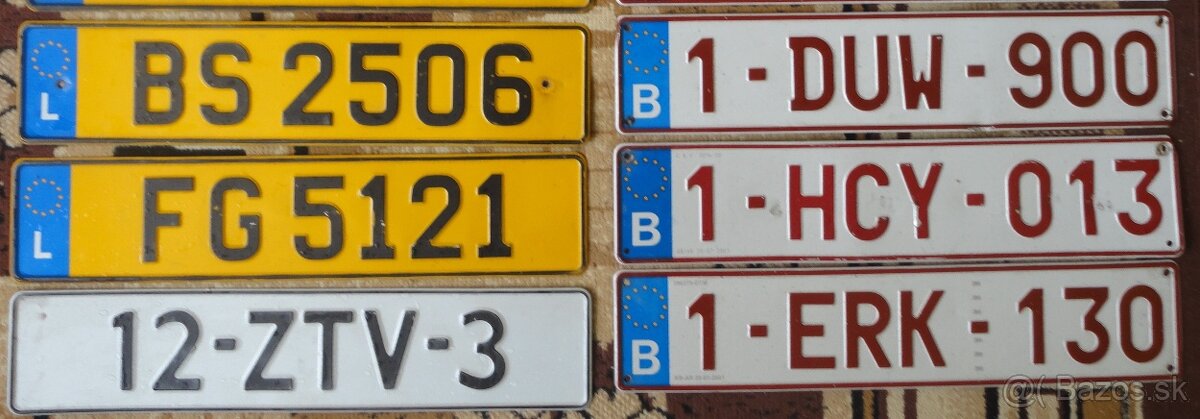 L BS 2506
L FG 5121
12-ZTV-3
B 1-DUW-900
B 1-HCY-013
B 1-ERK-130
Bazos.sk